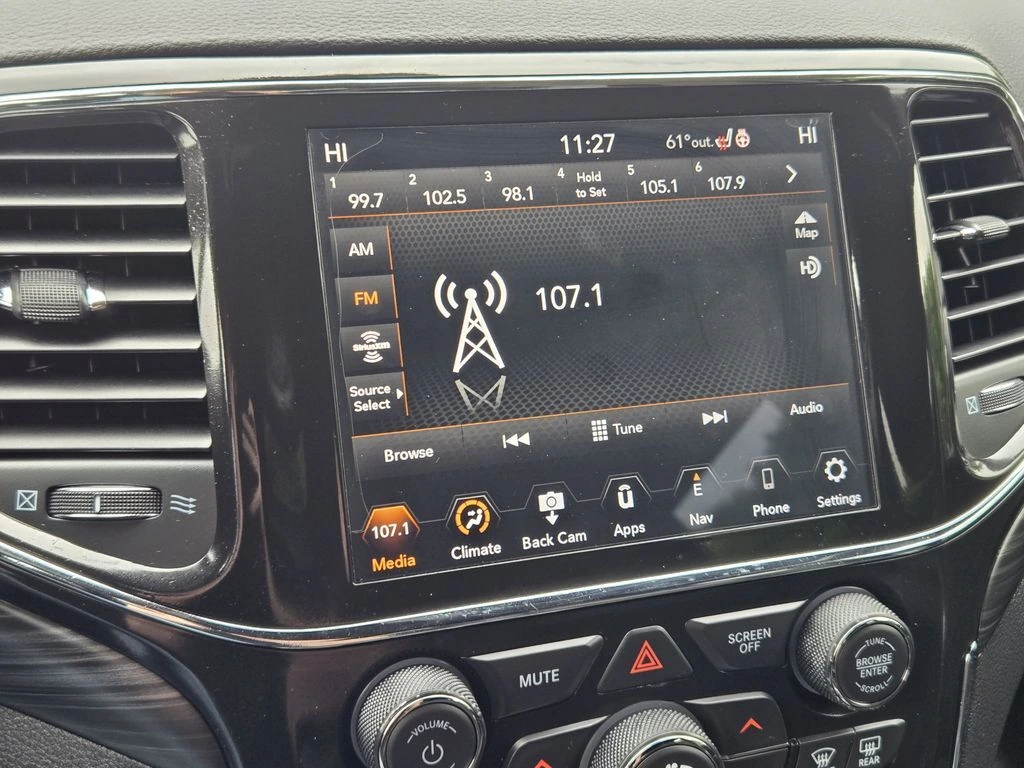 HI 11:27 61°out. HI
1 99.7 2 102.5 3 98.1 4 Hold to Set 5 105.1 6 107.9
AM
Map
HD
FM
107.1
SiriusXM
Source
Select
Browse Tune Audio
107.1
Media
Climate
Back Cam
Apps
E
Nav
Phone
Settings
MUTE
SCREEN
OFF
TUNE
BROWSE
ENTER
SCROLL
VOLUME
REAR